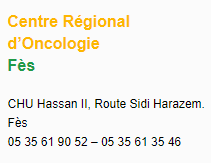 Centre Régional
d’Oncologie
Fès
CHU Hassan II, Route Sidi Harazem.
Fès
05 35 61 90 52 – 05 35 61 35 46